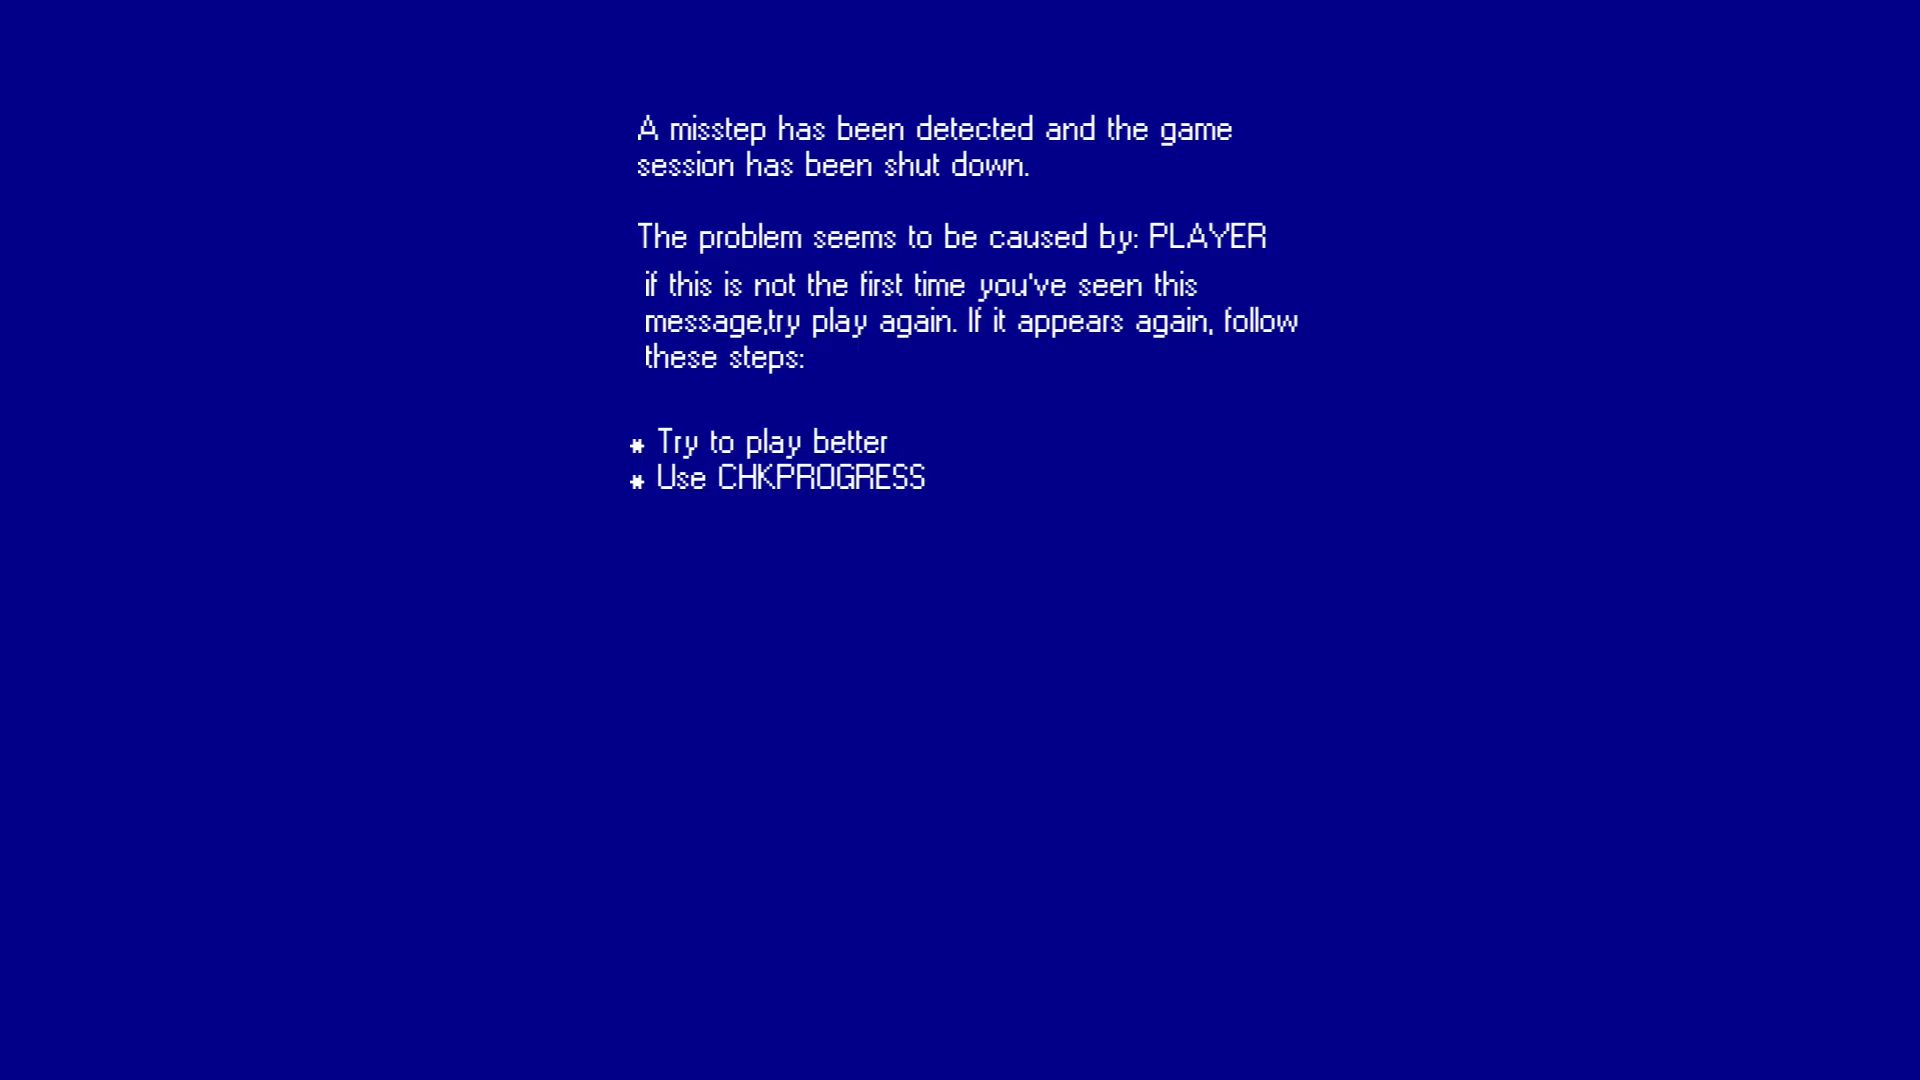 A misstep has been detected and the game
session has been shut down.
The problem seems to be caused by: PLAYER
if this is not the first time you've seen this
message,try play again. If it appears again, follow
these steps:
* Try to play better
* Use CHKPROGRESS